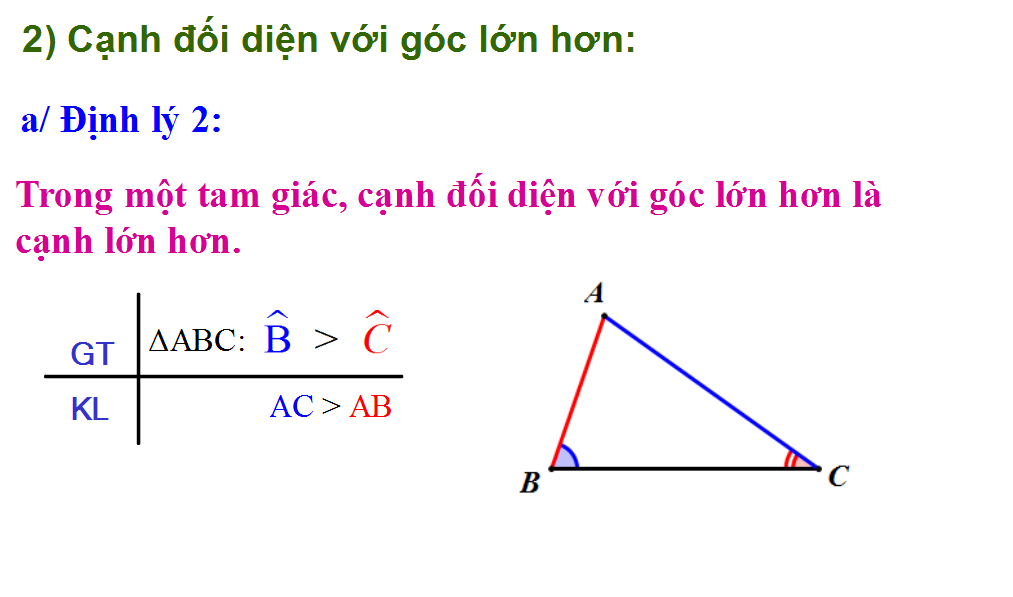 2) Cạnh đối diện với góc lớn hơn:
a/ Định lý 2:
Trong một tam giác, cạnh đối diện với góc lớn hơn là
cạnh lớn hơn.
GT ΔABC: B̂ > Ĉ
KL AC > AB
A
B
C